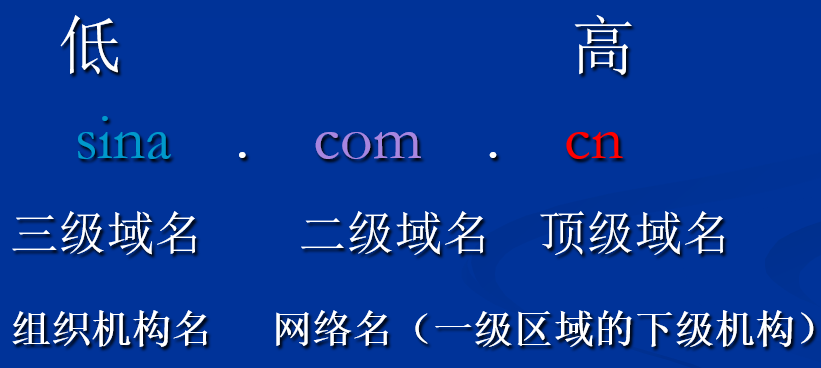 低 高
sina . com . cn
三级域名 二级域名 顶级域名
组织机构名 网络名（一级区域的下级机构）